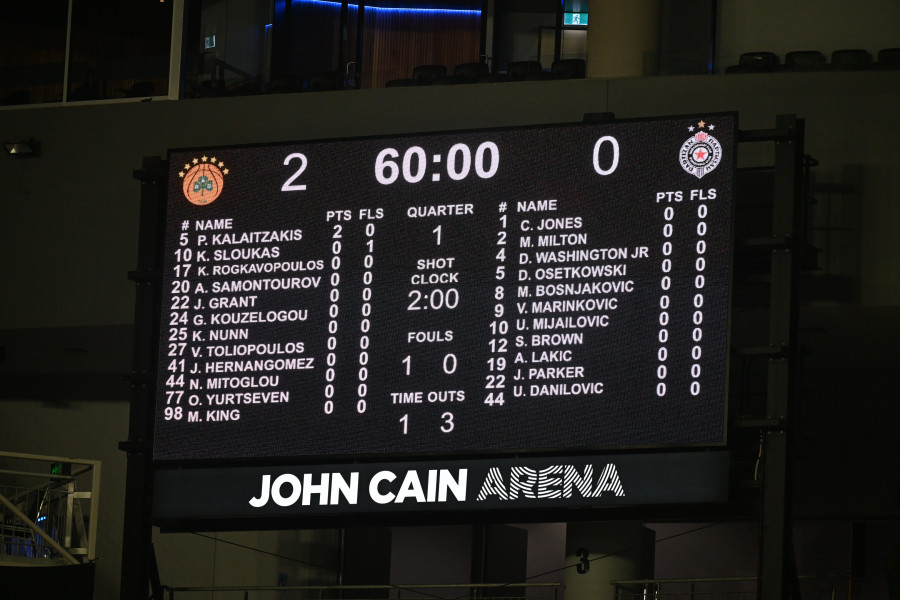 2 60:00 0
PARTIZAN
# NAME PTS FLS
5 P. KALAITZAKIS 2 0
10 K. SLOUKAS 0 1
17 K. ROGKAVOPOULOS 0 0
20 A. SAMONTOUROV 0 0
22 J. GRANT 0 0
24 G. KOUZELOGOU 0 0
25 K. NUNN 0 0
27 V. TOLIOPOULOS 0 0
41 J. HERNANGOMEZ 0 0
44 N. MITOGLOU 0 0
77 O. YURTSEVEN 0 0
98 M. KING 0 0
QUARTER
1
SHOT
CLOCK
2:00
FOULS
1 0
TIME OUTS
1 3
# NAME PTS FLS
1 C. JONES 0 0
2 M. MILTON 0 0
4 D. WASHINGTON JR 0 0
5 D. OSETKOWSKI 0 0
8 M. BOSNJAKOVIC 0 0
9 V. MARINKOVIC 0 0
10 U. MIJAILOVIC 0 0
12 S. BROWN 0 0
19 A. LAKIC 0 0
22 J. PARKER 0 0
44 U. DANILOVIC 0 0
JOHN CAIN ARENA
3